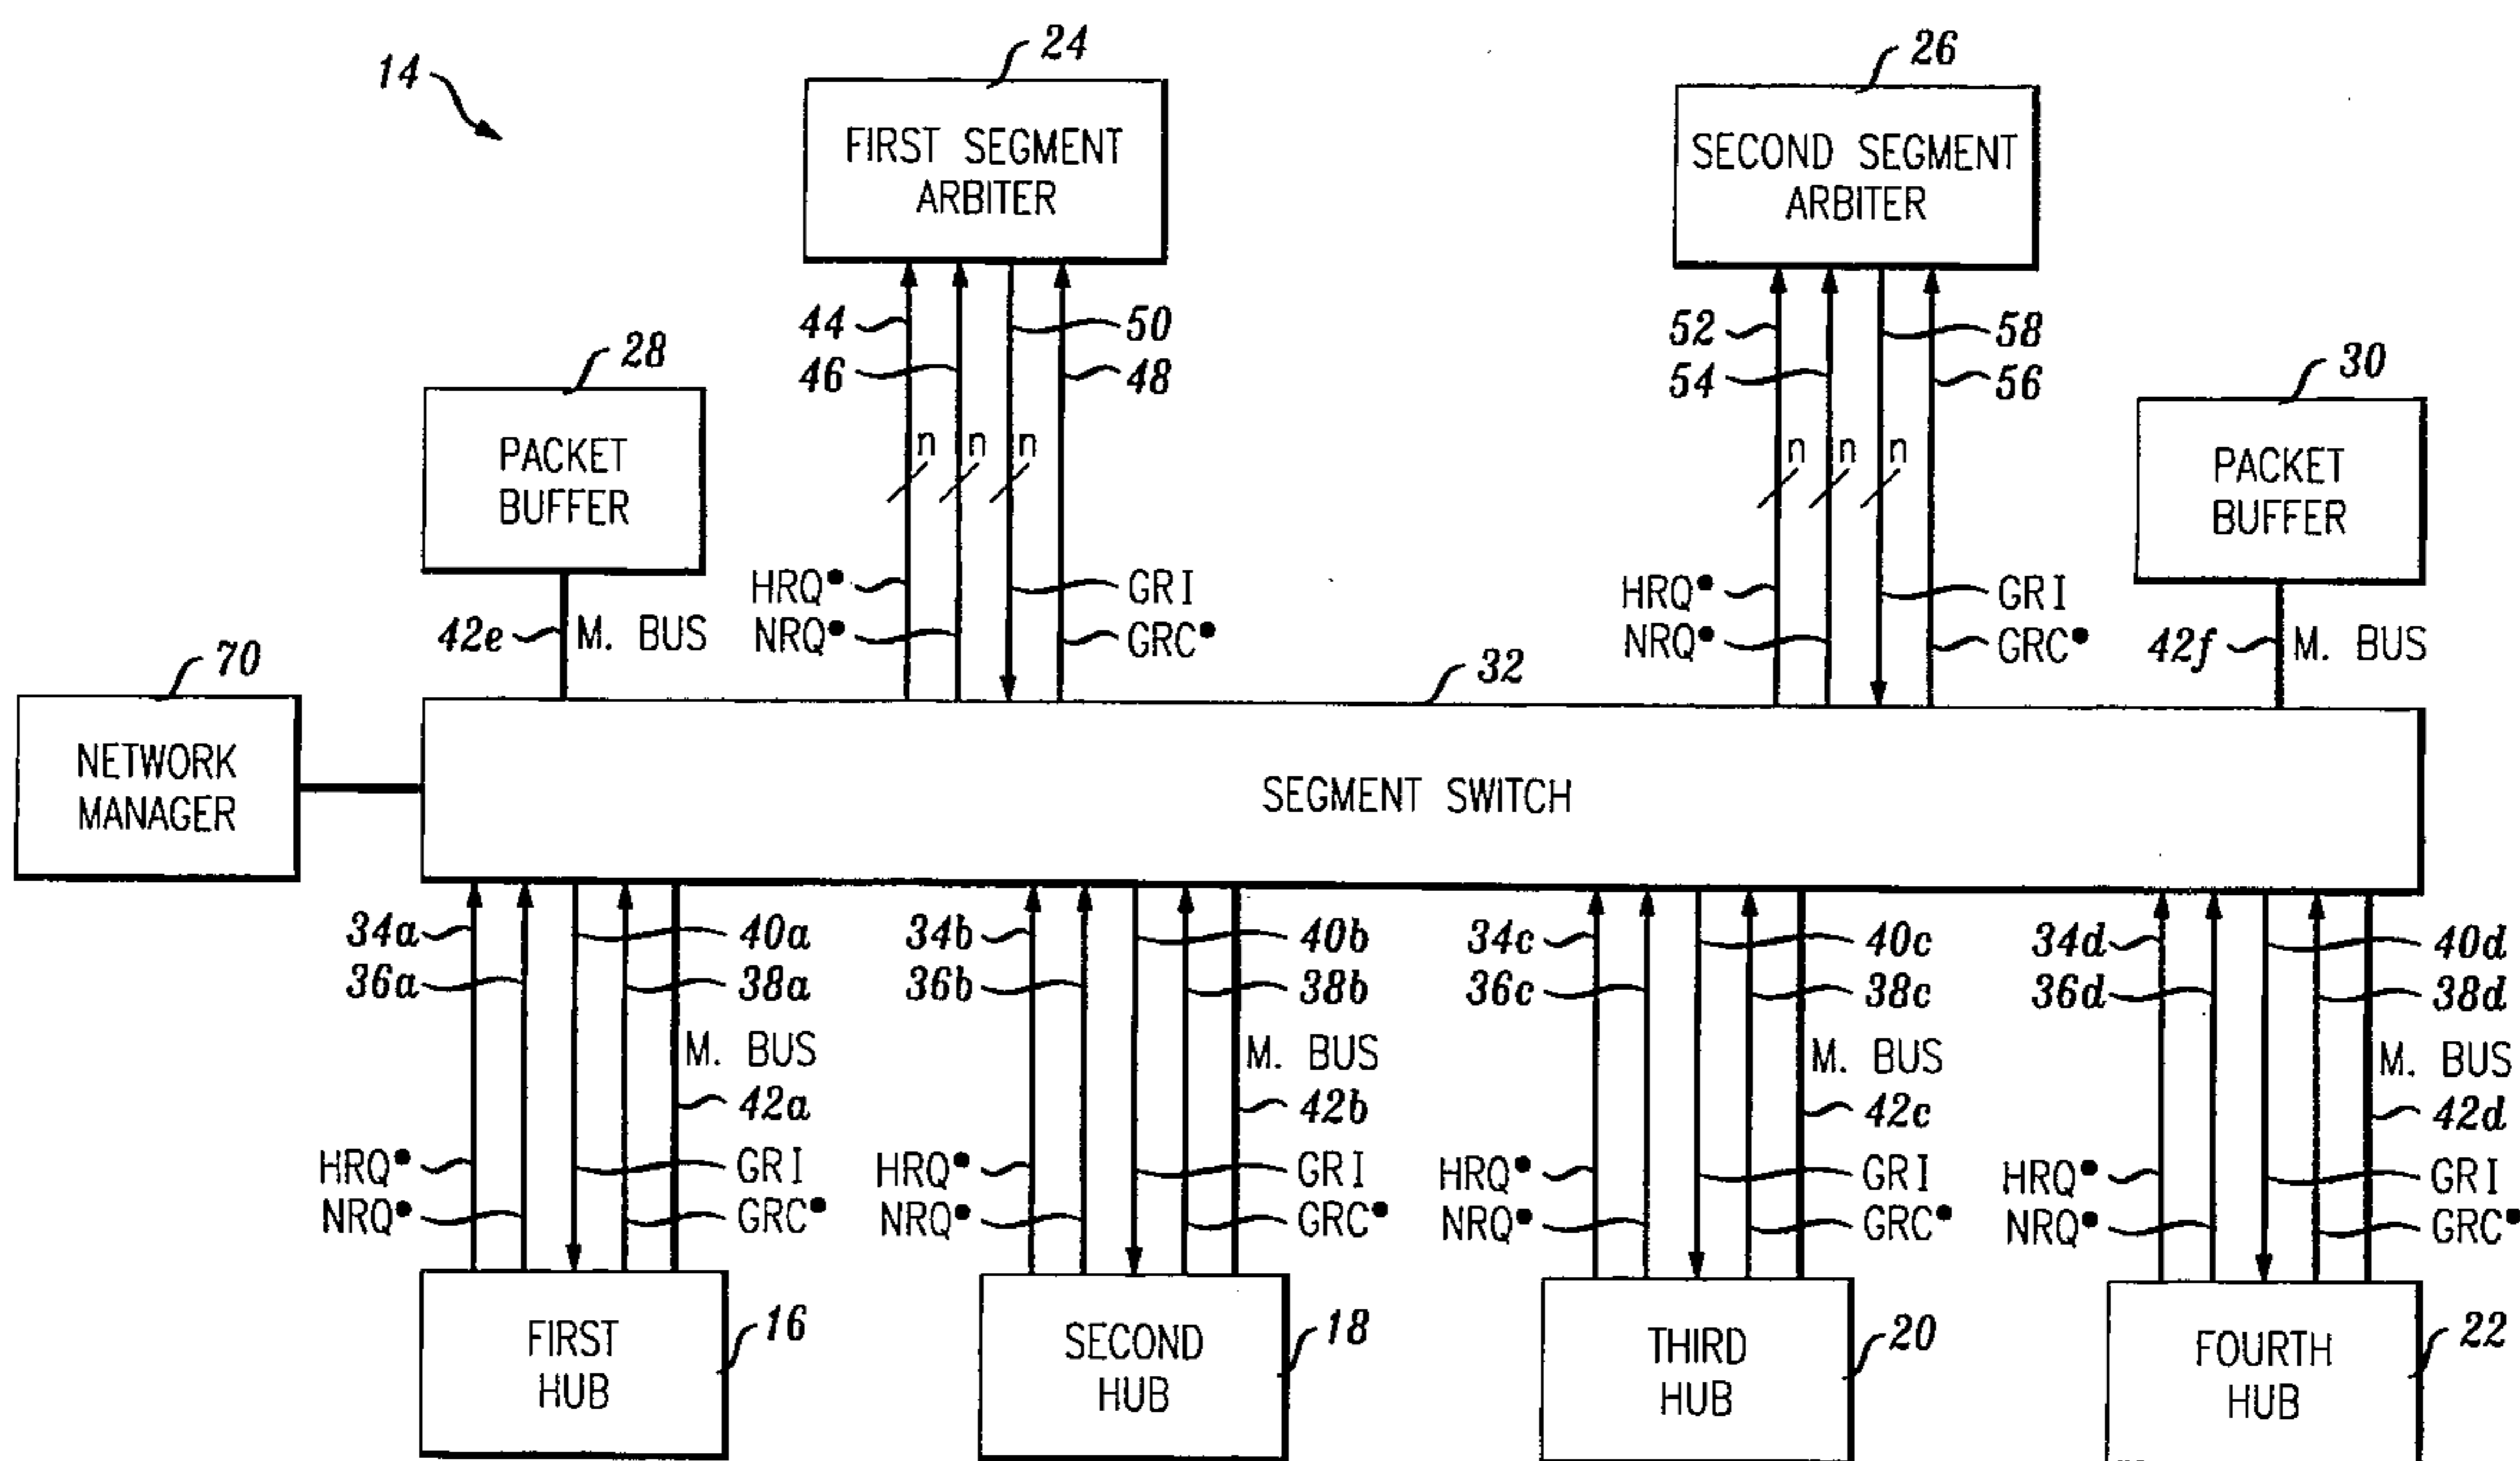 14
24
26
FIRST SEGMENT
ARBITER
SECOND SEGMENT
ARBITER
44
50
46
48
52
58
54
56
28
30
PACKET
BUFFER
PACKET
BUFFER
n n n
n n n
HRQ•
GRI
NRQ•
GRC•
HRQ•
GRI
NRQ•
GRC•
42e
M. BUS
42f
M. BUS
70
32
NETWORK
MANAGER
SEGMENT SWITCH
34a
40a
36a
38a
M. BUS
42a
HRQ•
GRI
NRQ•
GRC•
34b
40b
36b
38b
M. BUS
42b
HRQ•
GRI
NRQ•
GRC•
34c
40c
36c
38c
M. BUS
42c
HRQ•
GRI
NRQ•
GRC•
34d
40d
36d
38d
M. BUS
42d
HRQ•
GRI
NRQ•
GRC•
FIRST
HUB
16
SECOND
HUB
18
THIRD
HUB
20
FOURTH
HUB
22